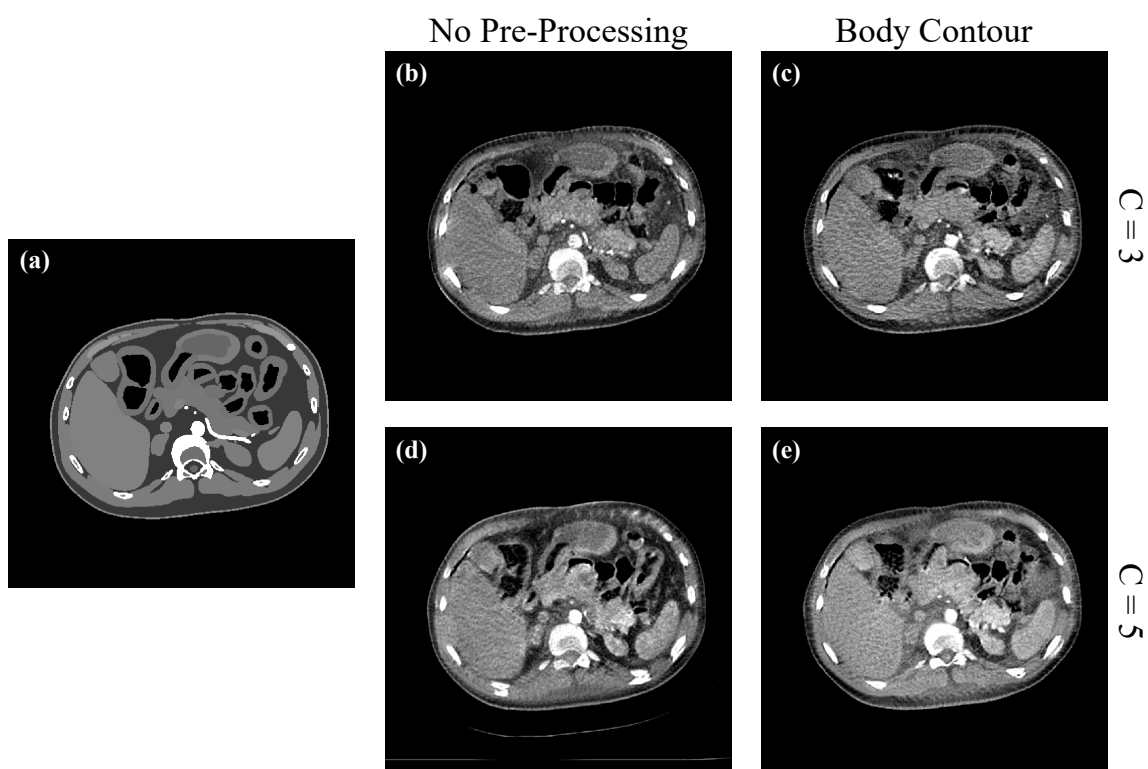 No Pre-Processing
Body Contour
(b)
(c)
C = 3
(a)
(d)
(e)
C = 5